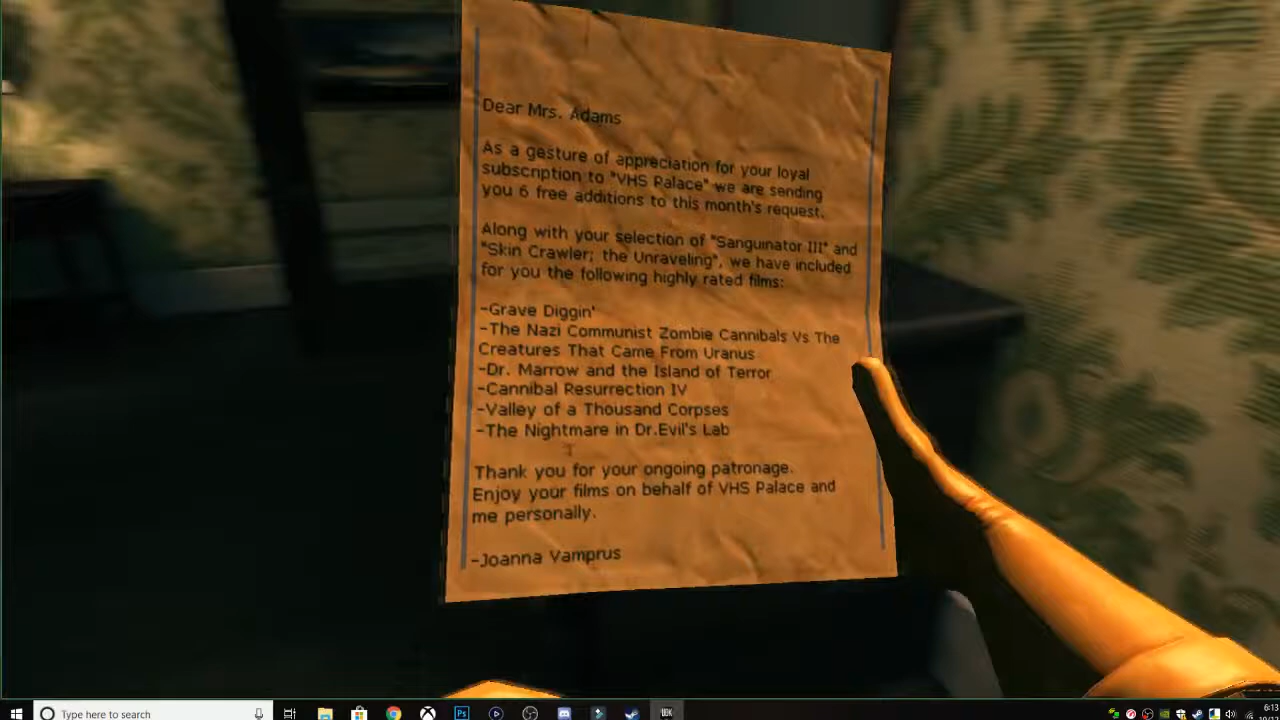 Dear Mrs. Adams
As a gesture of appreciation for your loyal
subscription to "VHS Palace" we are sending
you 6 free additions to this month's request.
Along with your selection of "Sanguinator III" and
"Skin Crawler; the Unraveling", we have included
for you the following highly rated films:
-Grave Diggin'
-The Nazi Communist Zombie Cannibals Vs The
Creatures That Came From Uranus
-Dr. Marrow and the Island of Terror
-Cannibal Resurrection IV
-Valley of a Thousand Corpses
-The Nightmare in Dr.Evil's Lab
Thank you for your ongoing patronage.
Enjoy your films on behalf of VHS Palace and
me personally.
-Joanna Vamprus
Type here to search
Ps
6:13